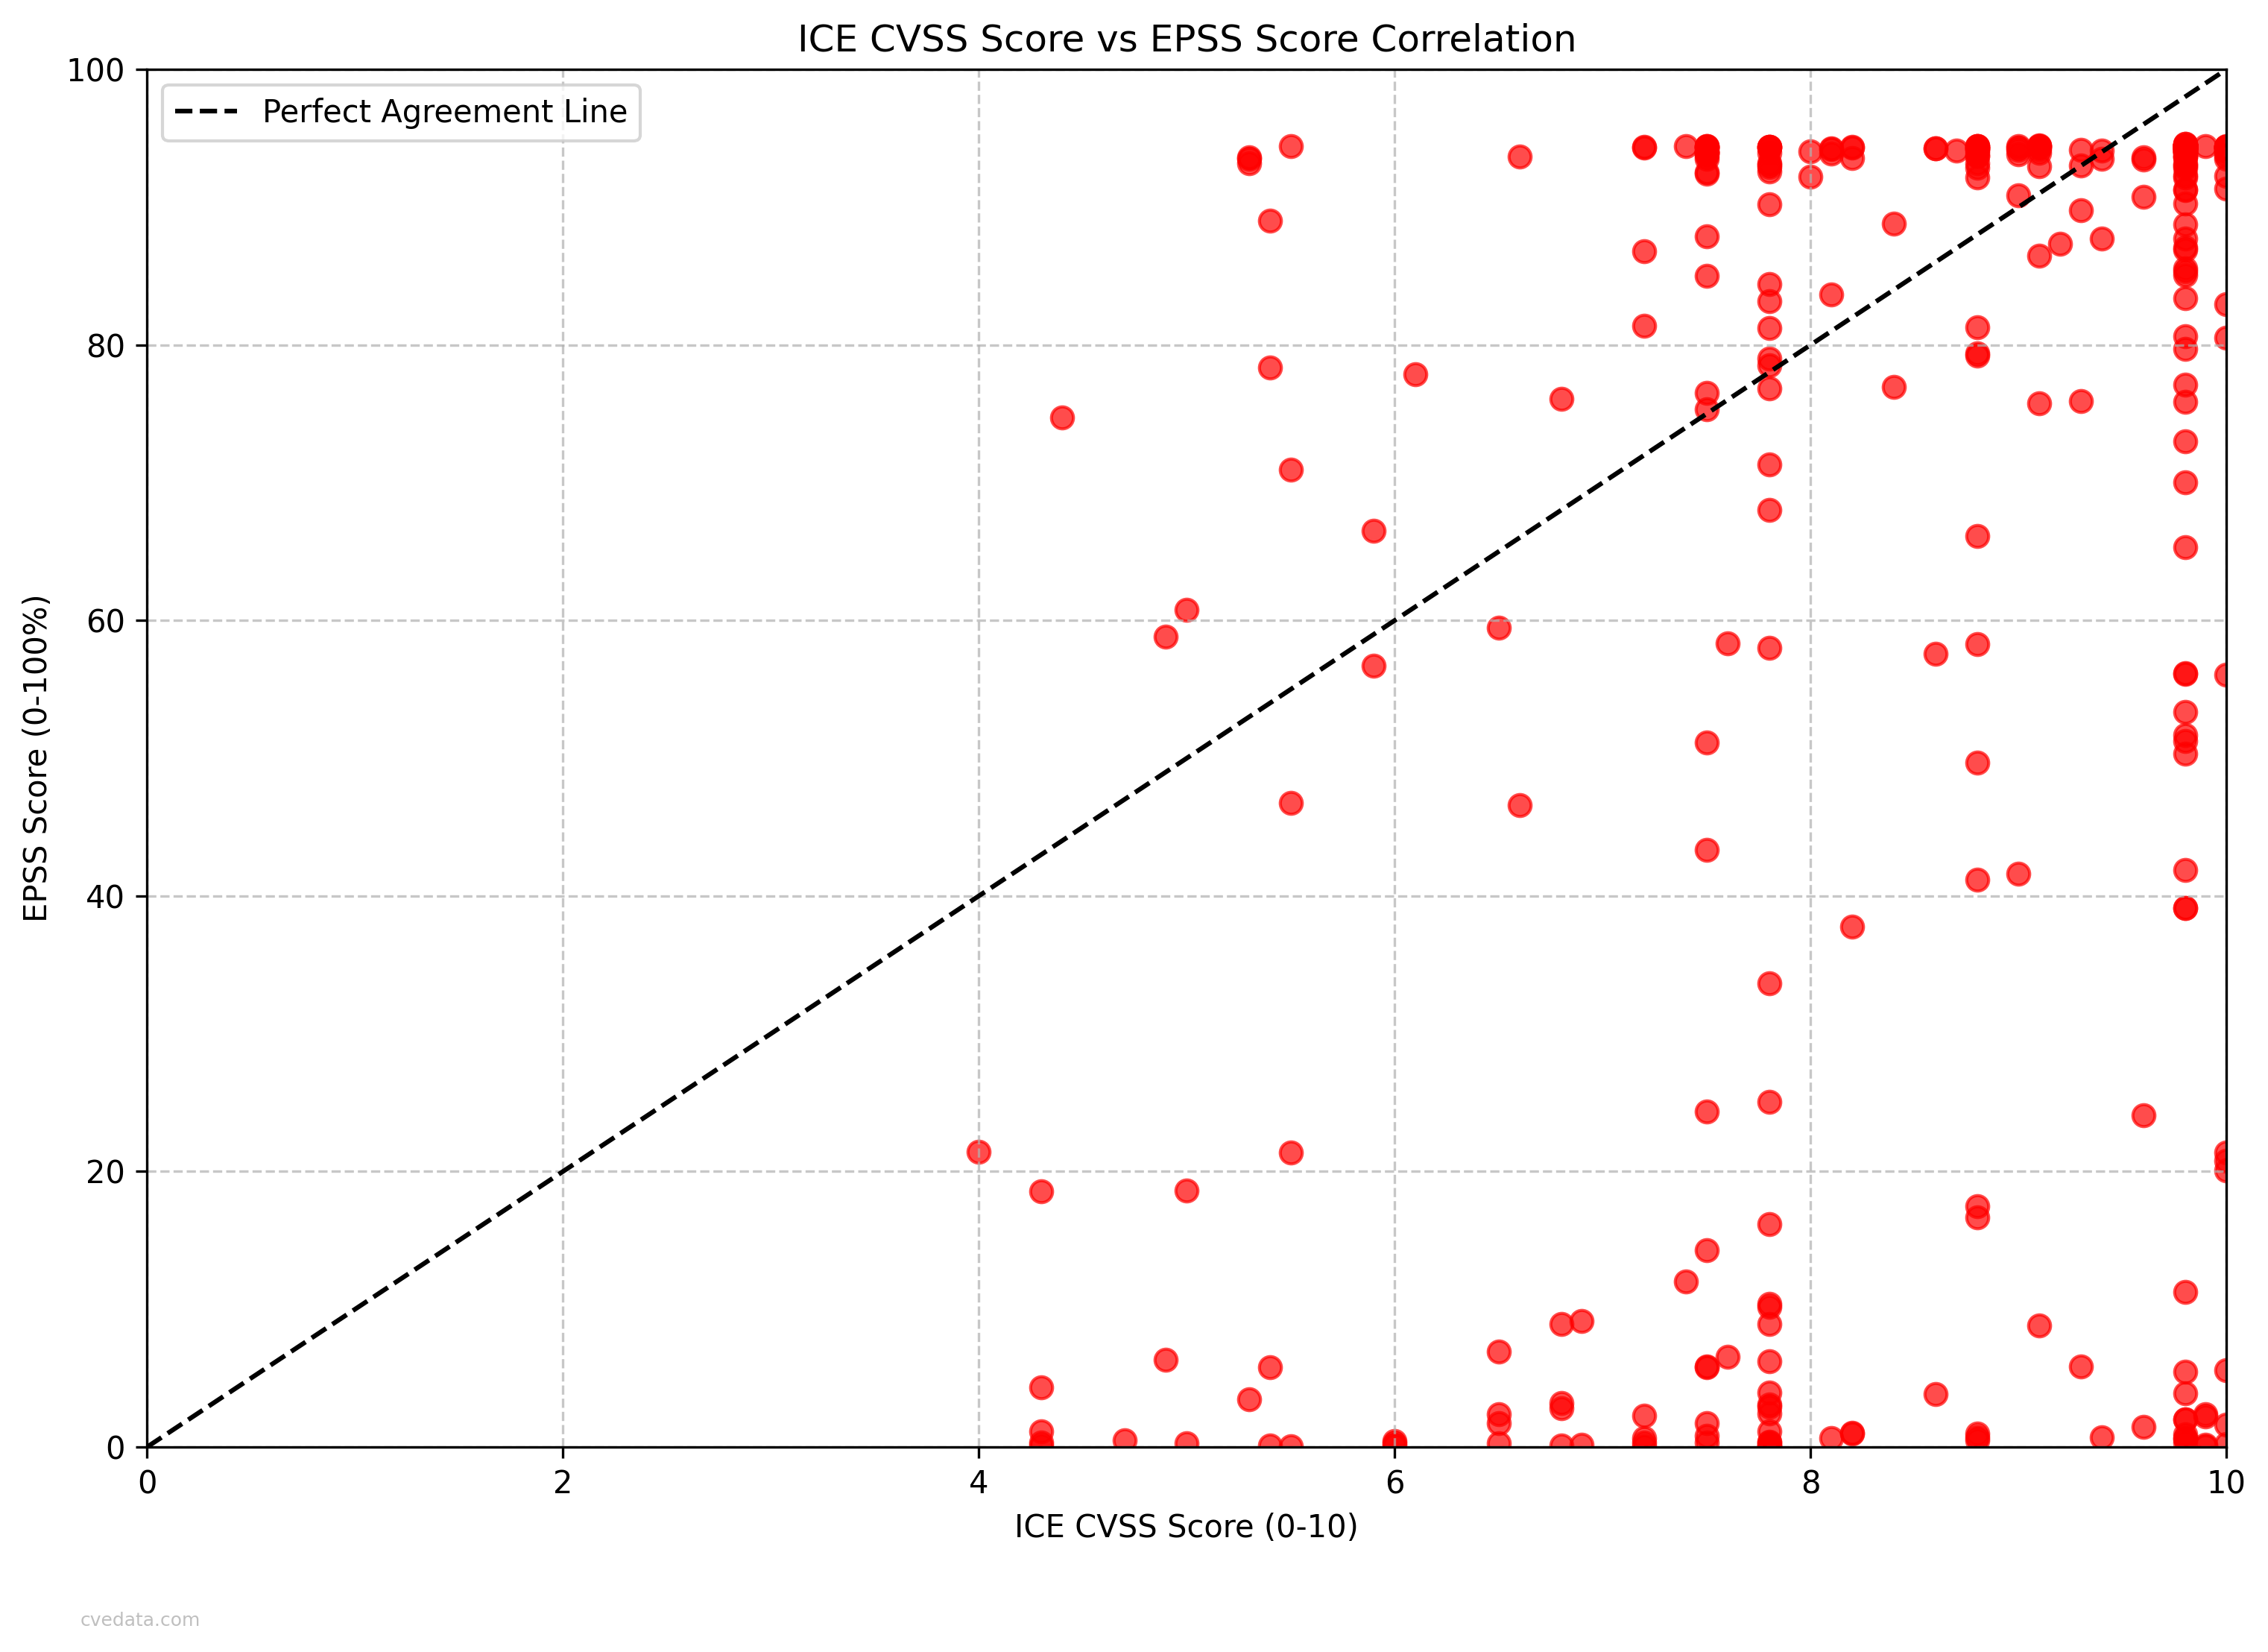 ICE CVSS Score vs EPSS Score Correlation
Perfect Agreement Line
EPSS Score (0-100%)
100
80
60
40
20
0
0 2 4 6 8 10
ICE CVSS Score (0-10)
cvedata.com